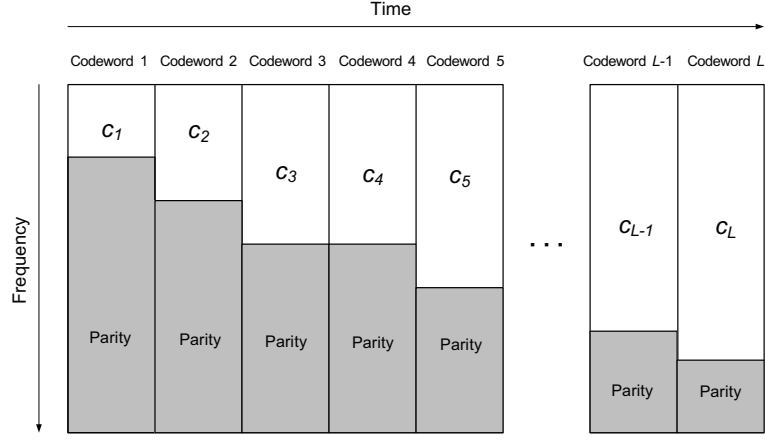 Time
Codeword 1 Codeword 2 Codeword 3 Codeword 4 Codeword 5 Codeword L-1 Codeword L
c1 c2
c3 c4 c5
cL-1 cL
. . .
Frequency
Parity Parity Parity Parity Parity
Parity Parity